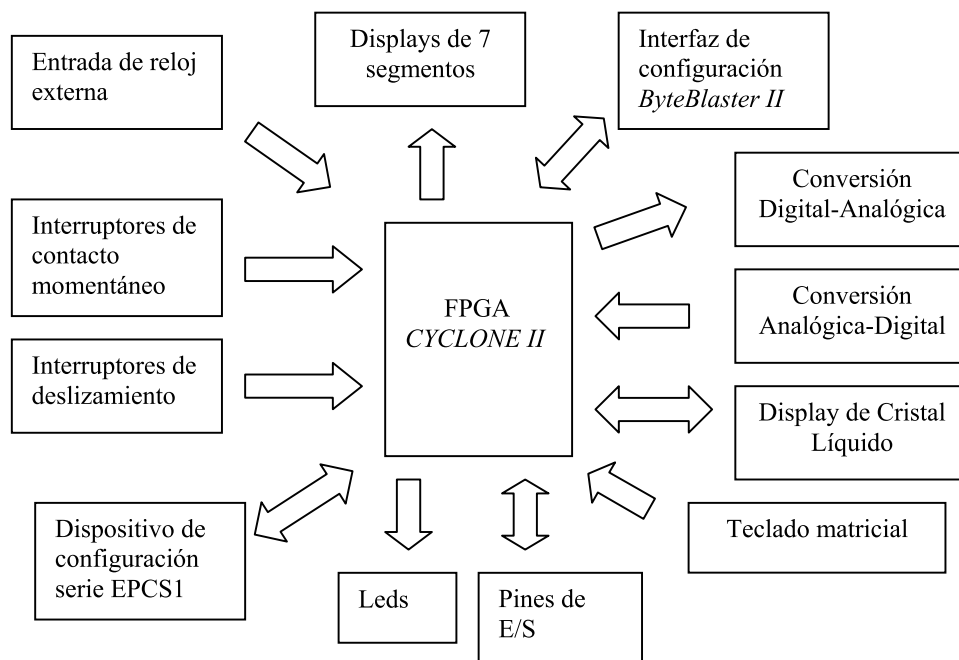 Entrada de reloj
externa
Displays de 7
segmentos
Interfaz de
configuración
ByteBlaster II
Conversión
Digital-Analógica
Interruptores de
contacto
momentáneo
FPGA
CYCLONE II
Conversión
Analógica-Digital
Interruptores de
deslizamiento
Display de Cristal
Líquido
Dispositivo de
configuración
serie EPCS1
Leds
Pines de
E/S
Teclado matricial